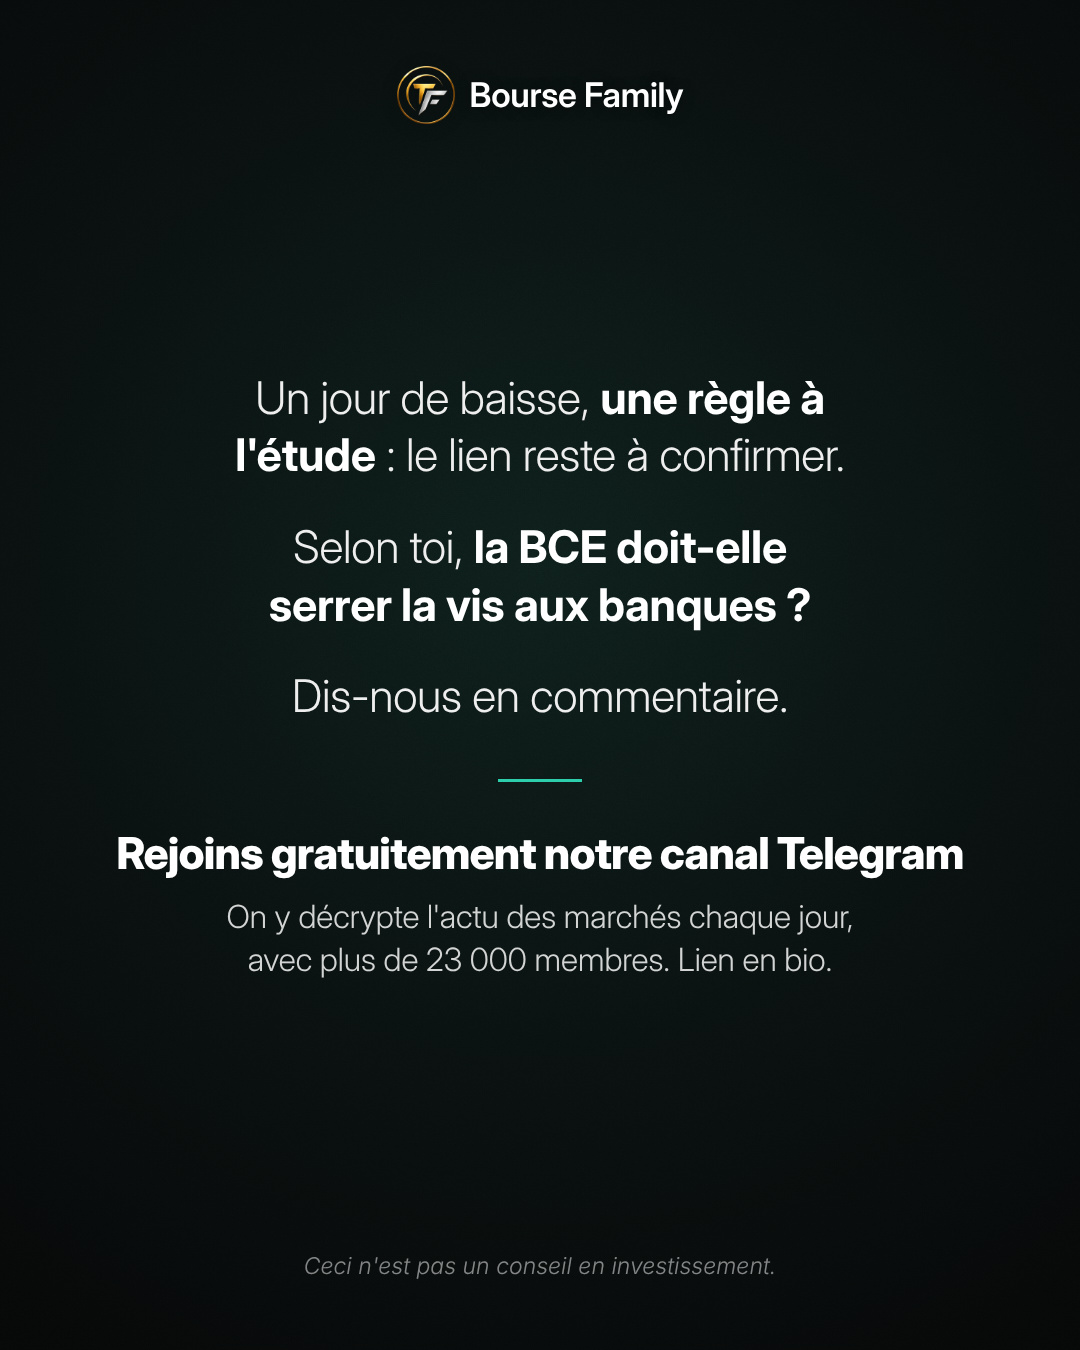 TF Bourse Family
Un jour de baisse, une règle à
l'étude : le lien reste à confirmer.
Selon toi, la BCE doit-elle
serrer la vis aux banques ?
Dis-nous en commentaire.
Rejoins gratuitement notre canal Telegram
On y décrypte l'actu des marchés chaque jour,
avec plus de 23 000 membres. Lien en bio.
Ceci n'est pas un conseil en investissement.